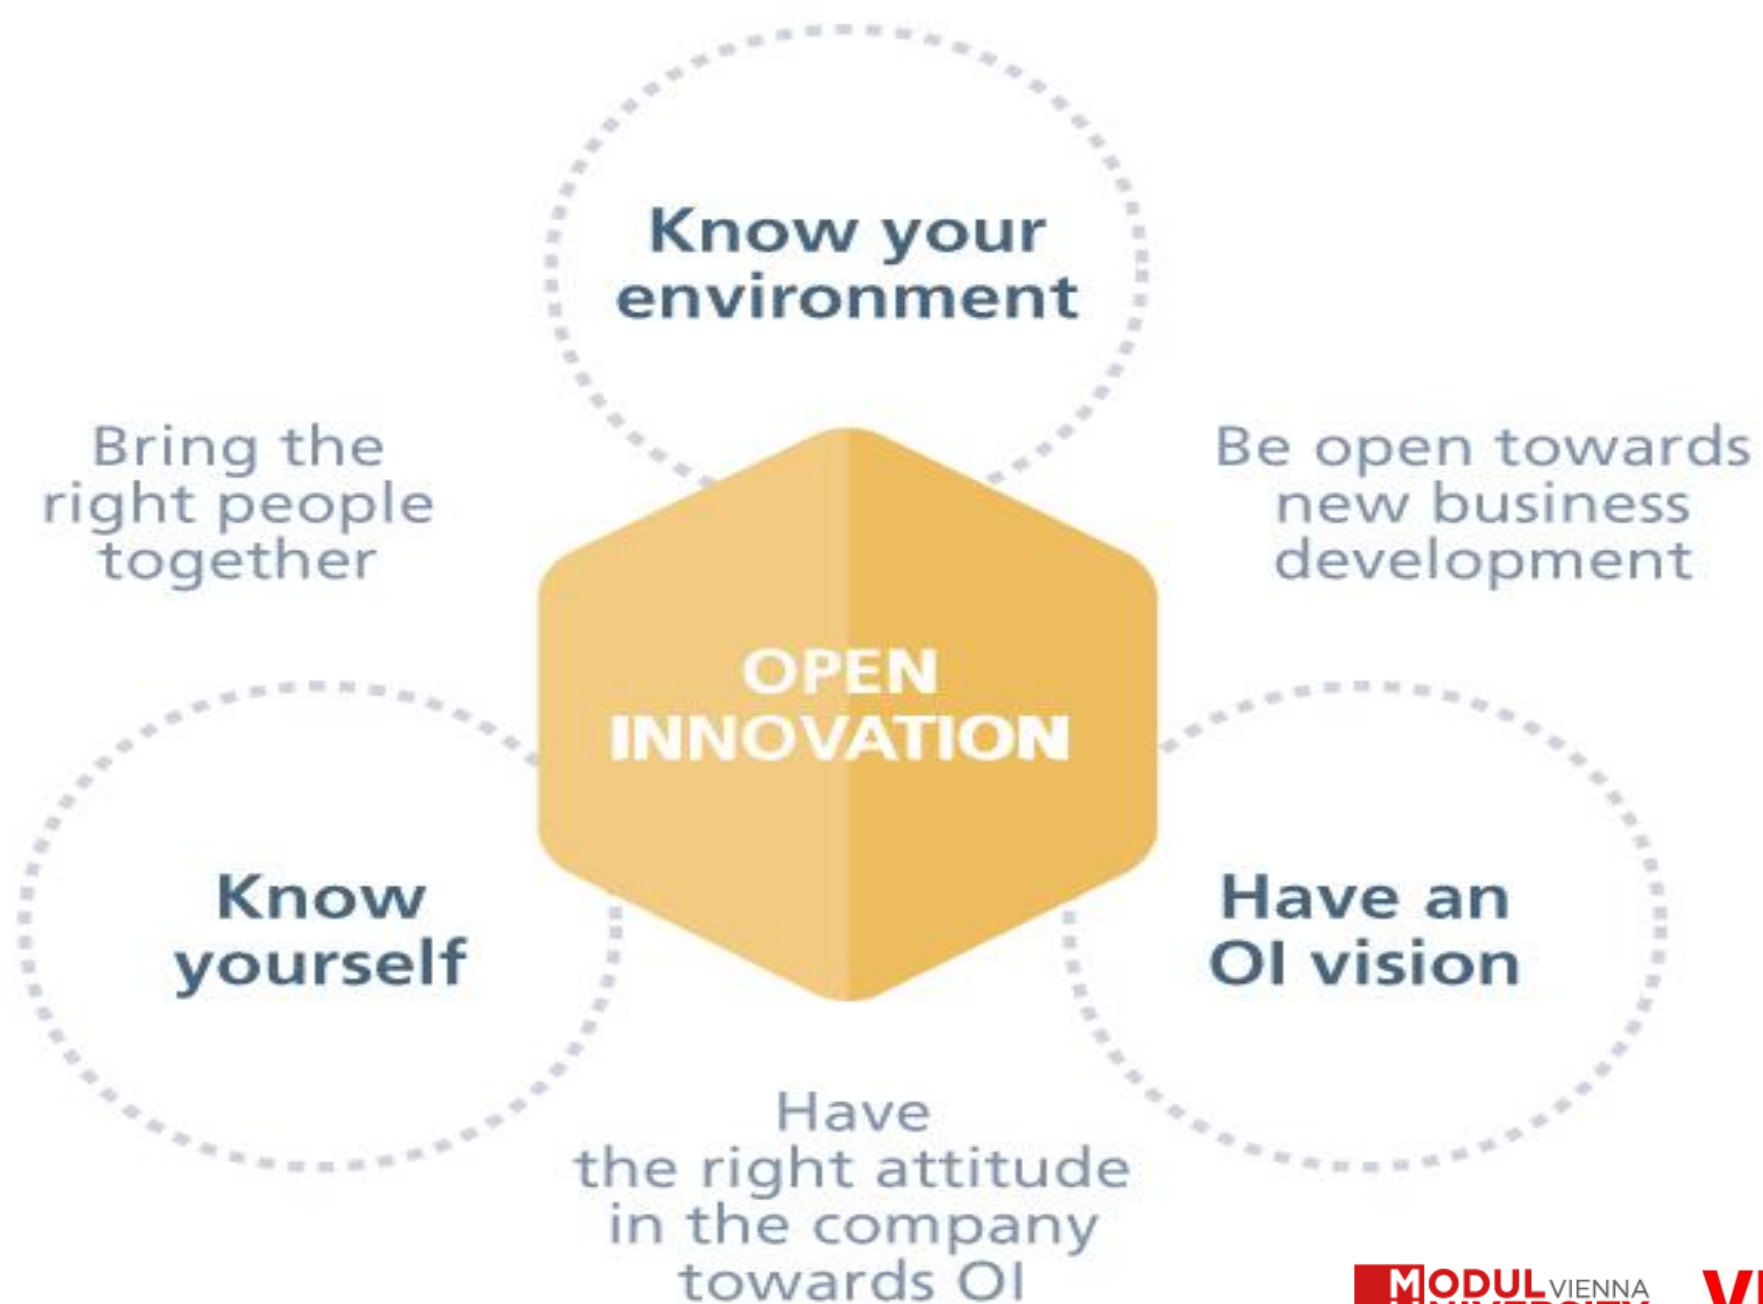 Know your
environment
Bring the
right people
together
Be open towards
new business
development
OPEN
INNOVATION
Know
yourself
Have an
OI vision
Have
the right attitude
in the company
towards OI
MODUL VIENNA
UNIVERSITY